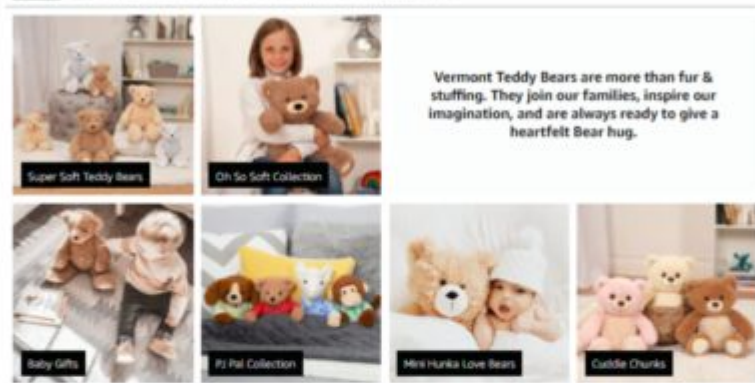 Vermont Teddy Bears are more than fur &
stuffing. They join our families, inspire our
imagination, and are always ready to give a
heartfelt Bear hug.
Super Soft Teddy Bears
Oh So Soft Collection
Baby Gifts
PJ Pal Collection
Mini Hunka Love Bears
Cuddle Chunks